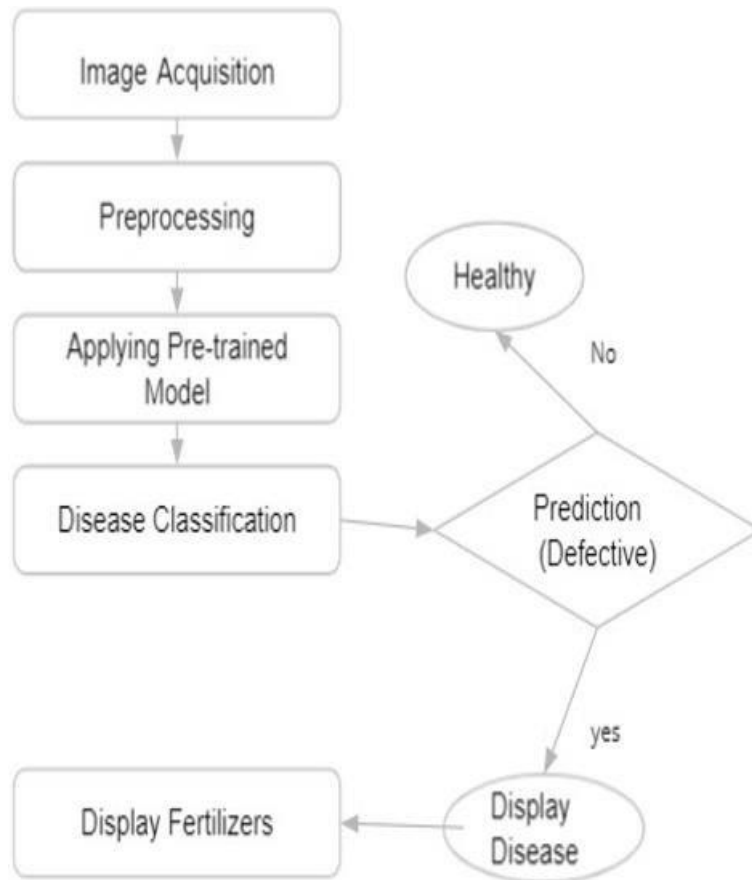 Image Acquisition
Preprocessing
Healthy
Applying Pre-trained
Model
No
Disease Classification
Prediction
(Defective)
yes
Display Fertilizers
Display
Disease